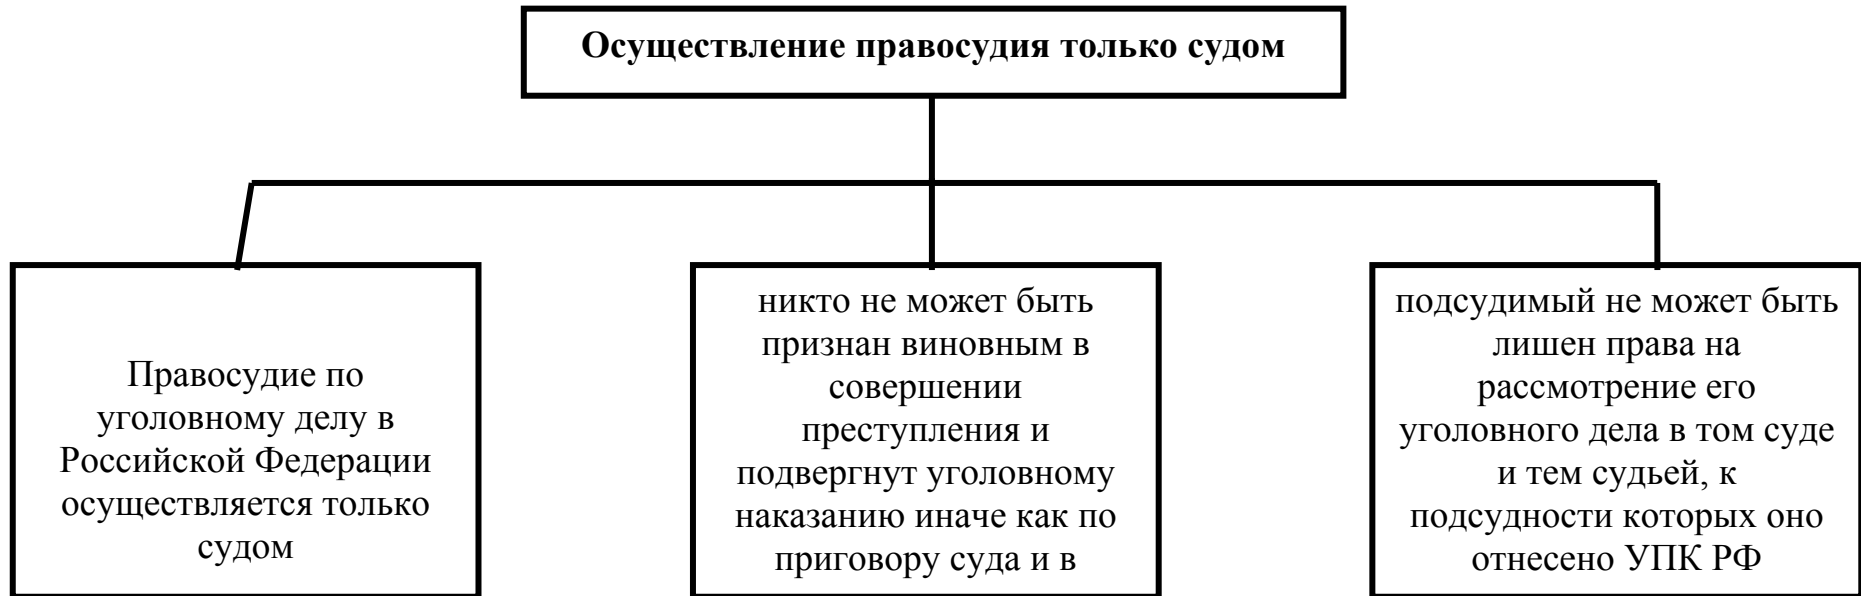 Осуществление правосудия только судом
Правосудие по
уголовному делу в
Российской Федерации
осуществляется только
судом
никто не может быть
признан виновным в
совершении
преступления и
подвергнут уголовному
наказанию иначе как по
приговору суда и в
подсудимый не может быть
лишен права на
рассмотрение его
уголовного дела в том суде
и тем судьей, к
подсудности которых оно
отнесено УПК РФ